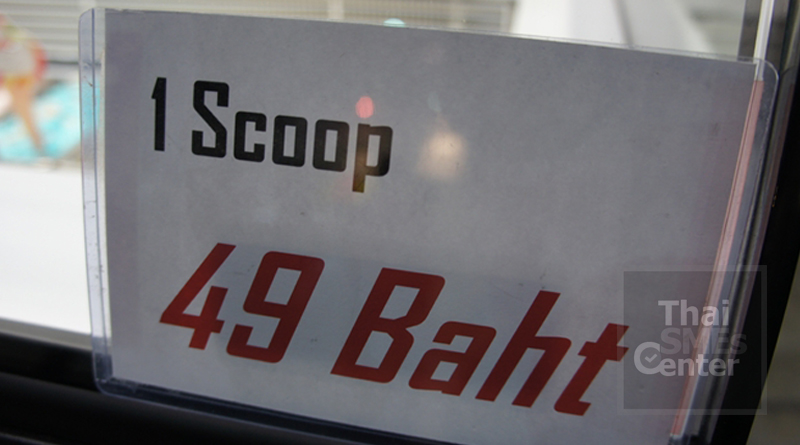 1 Scoop
49 Baht
Thai
SMEs
Center